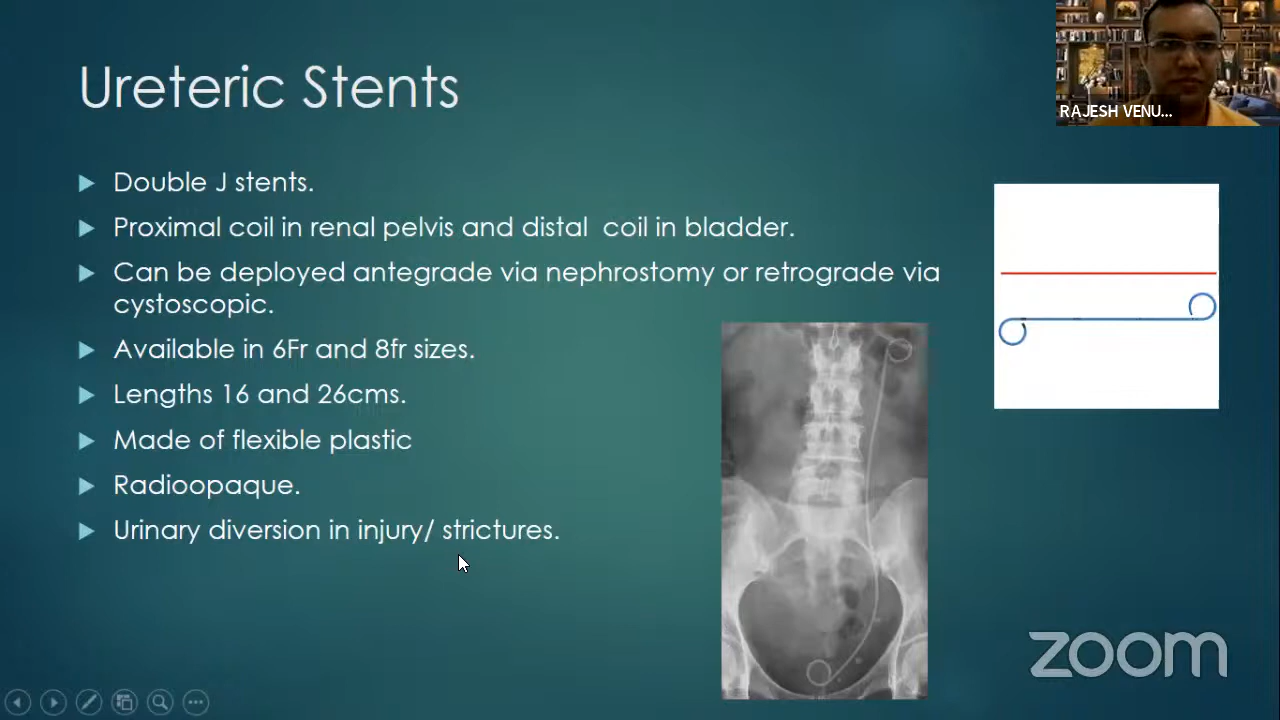 Ureteric Stents
RAJESH VENU...
Double J stents.
Proximal coil in renal pelvis and distal coil in bladder.
Can be deployed antegrade via nephrostomy or retrograde via
cystoscopic.
Available in 6Fr and 8fr sizes.
Lengths 16 and 26cms.
Made of flexible plastic
Radioopaque.
Urinary diversion in injury/ strictures.
zoom